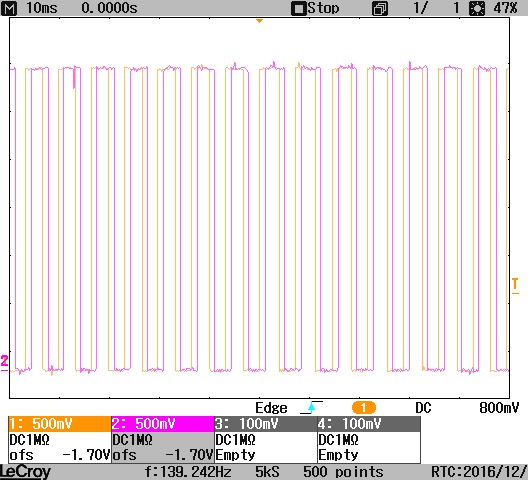 M 10ms 0.0000s Stop 1/ 1 47%
T
2
Edge 1 DC 800mV
1: 500mV 2: 500mV 3: 100mV 4: 100mV
DC1MΩ DC1MΩ DC1MΩ DC1MΩ
ofs -1.70V ofs -1.70V Empty Empty
LeCroy f:139.242Hz 5kS 500 points RTC:2016/12/